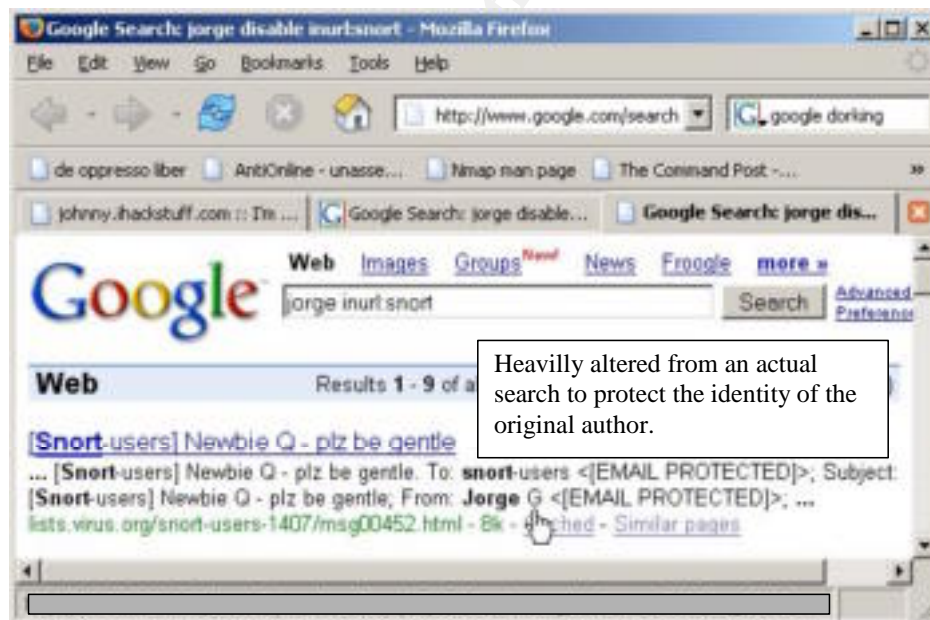 Google Search: jorge disable inurl:snort - Mozilla Firefox
File Edit View Go Bookmarks Tools Help
http://www.google.com/search G google dorking
de oppresso liber AntiOnline - unasse... Nmap man page The Command Post -... »
johnny.ihackstuff.com :: I'm ... Google Search: jorge disable... Google Search: jorge dis...
Google Web Images Groups New! News Froogle more »
jorge inurl:snort Search Advanced
Preferences
Web Results 1 - 9 of a
Heavilly altered from an actual
search to protect the identity of the
original author.
[Snort-users] Newbie Q - plz be gentle
... [Snort-users] Newbie Q - plz be gentle. To: snort-users <[EMAIL PROTECTED]>; Subject:
[Snort-users] Newbie Q - plz be gentle; From: Jorge G <[EMAIL PROTECTED]>; ...
lists.virus.org/snort-users-1407/msg00452.html - 8k - Cached - Similar pages